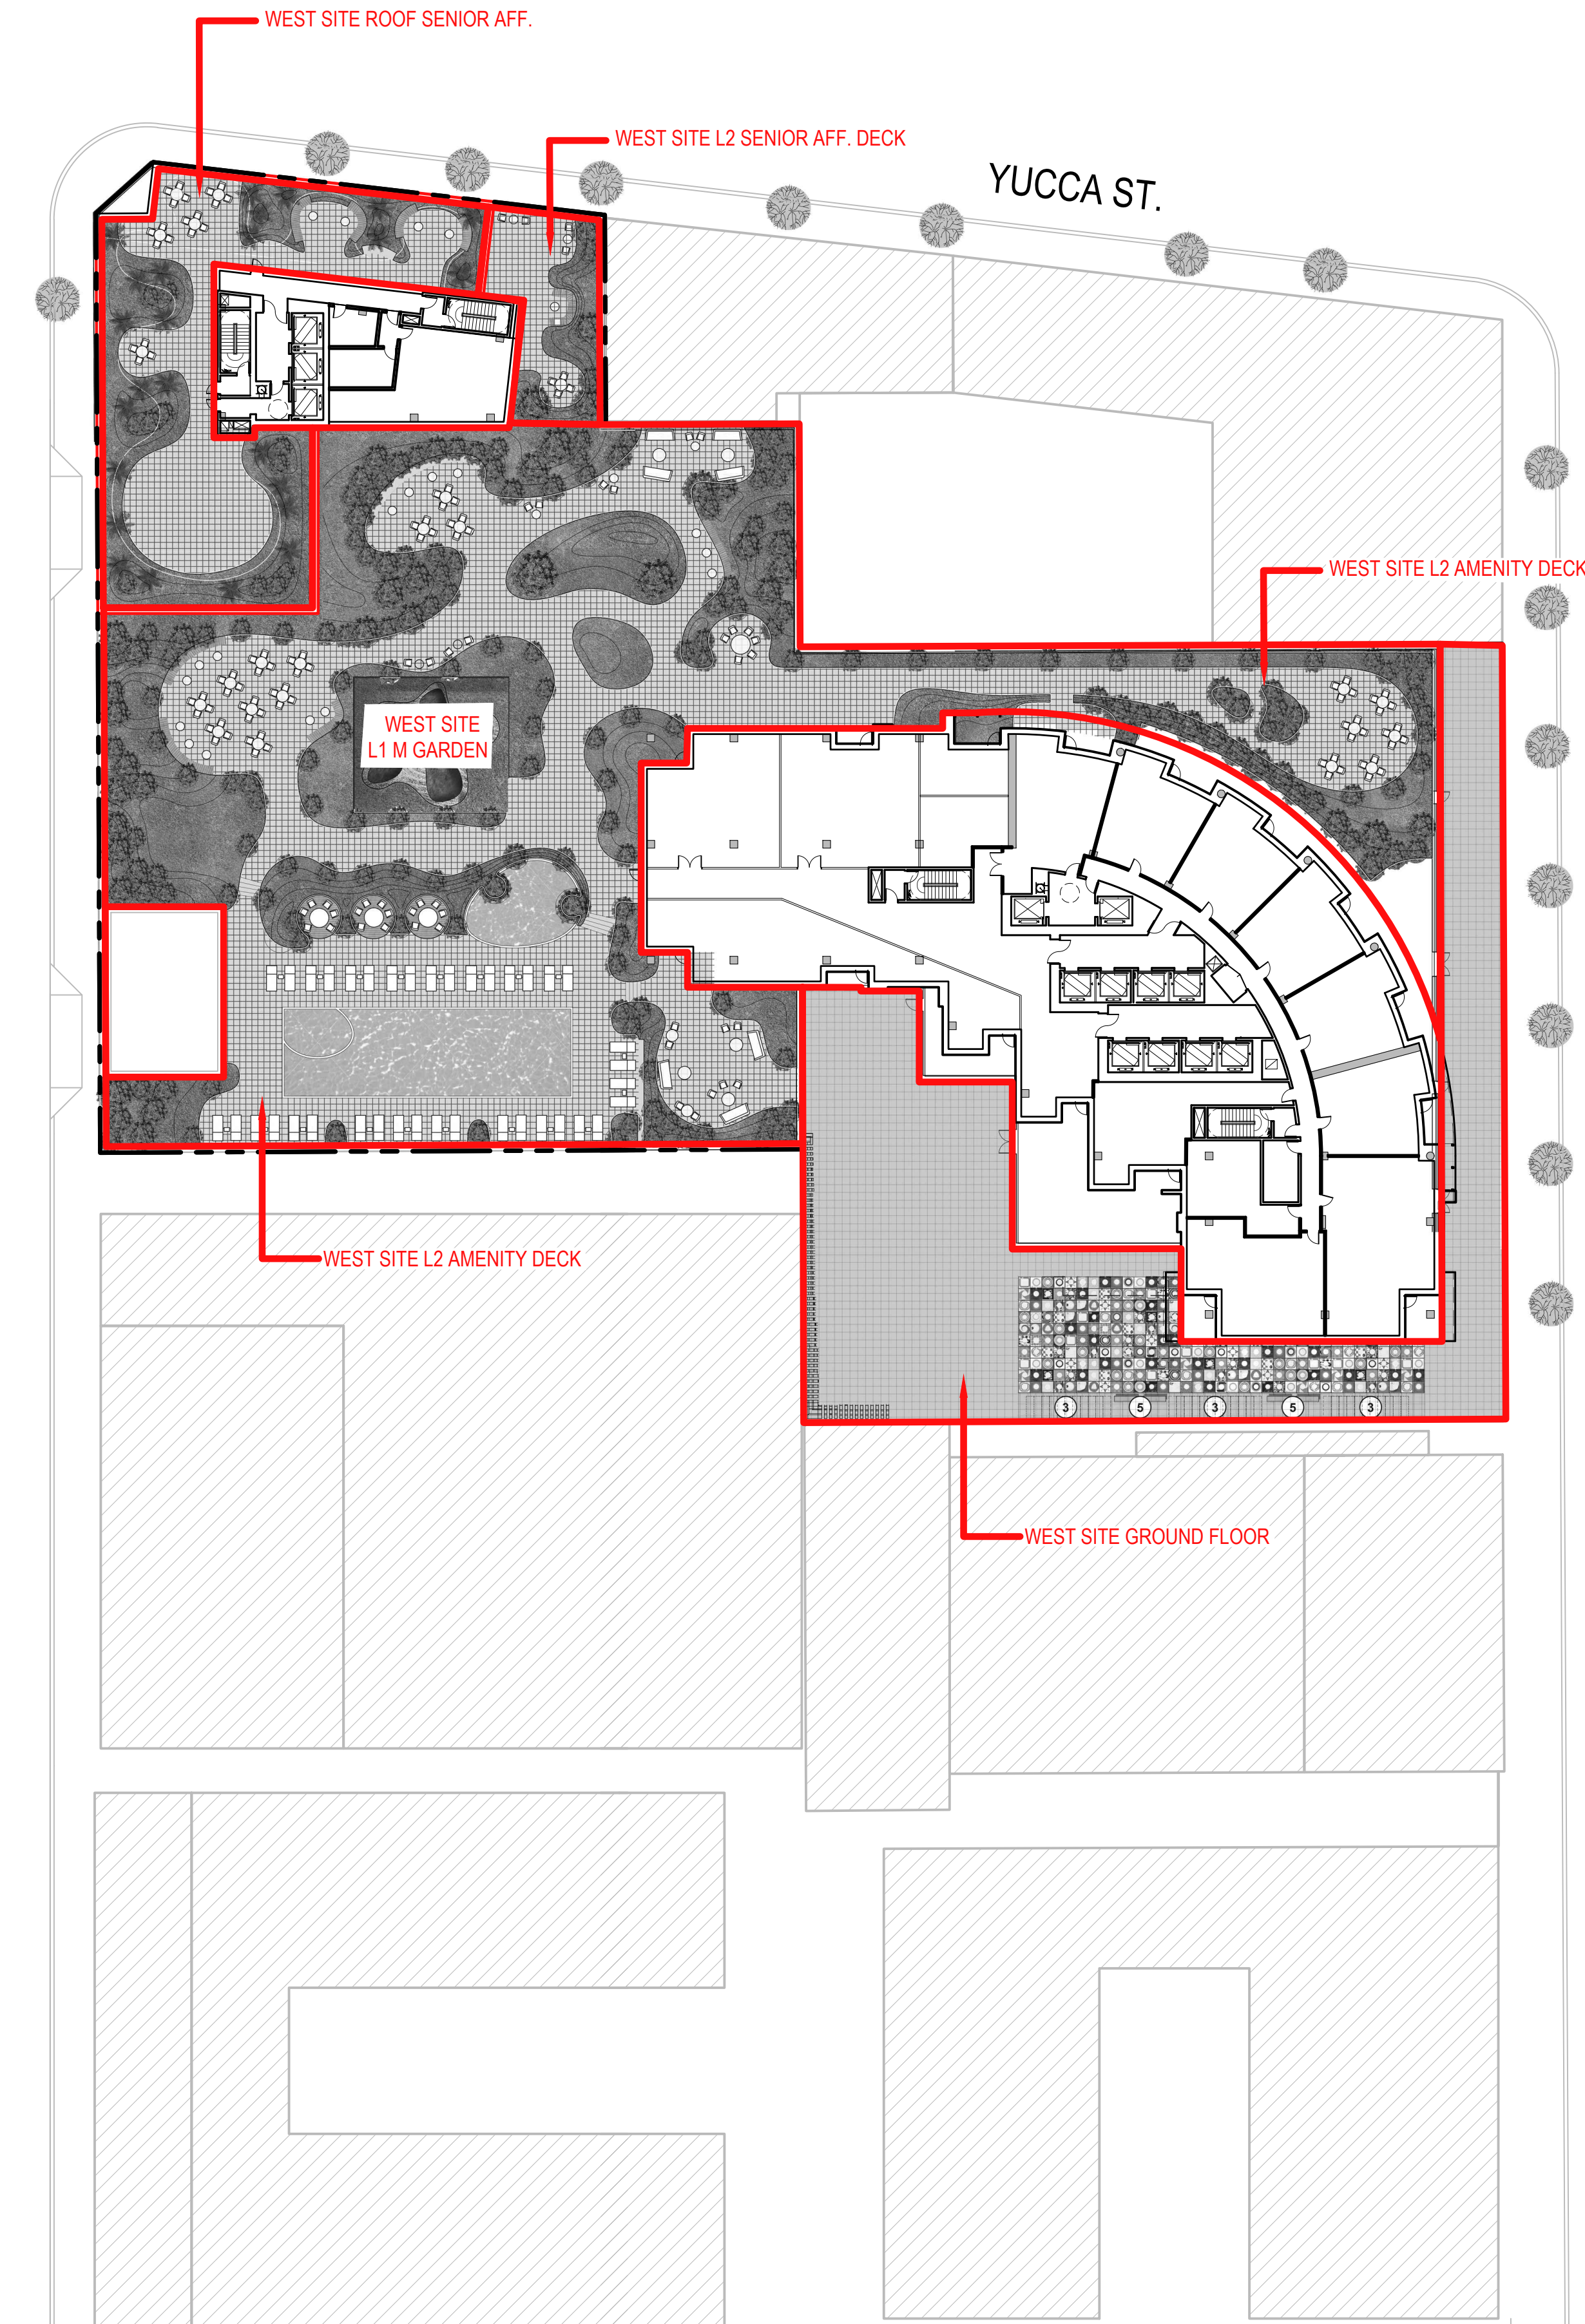 WEST SITE ROOF SENIOR AFF.
WEST SITE L2 SENIOR AFF. DECK
YUCCA ST.
WEST SITE L2 AMENITY DECK
WEST SITE
L1 M GARDEN
WEST SITE L2 AMENITY DECK
3 5 3 5 3
WEST SITE GROUND FLOOR